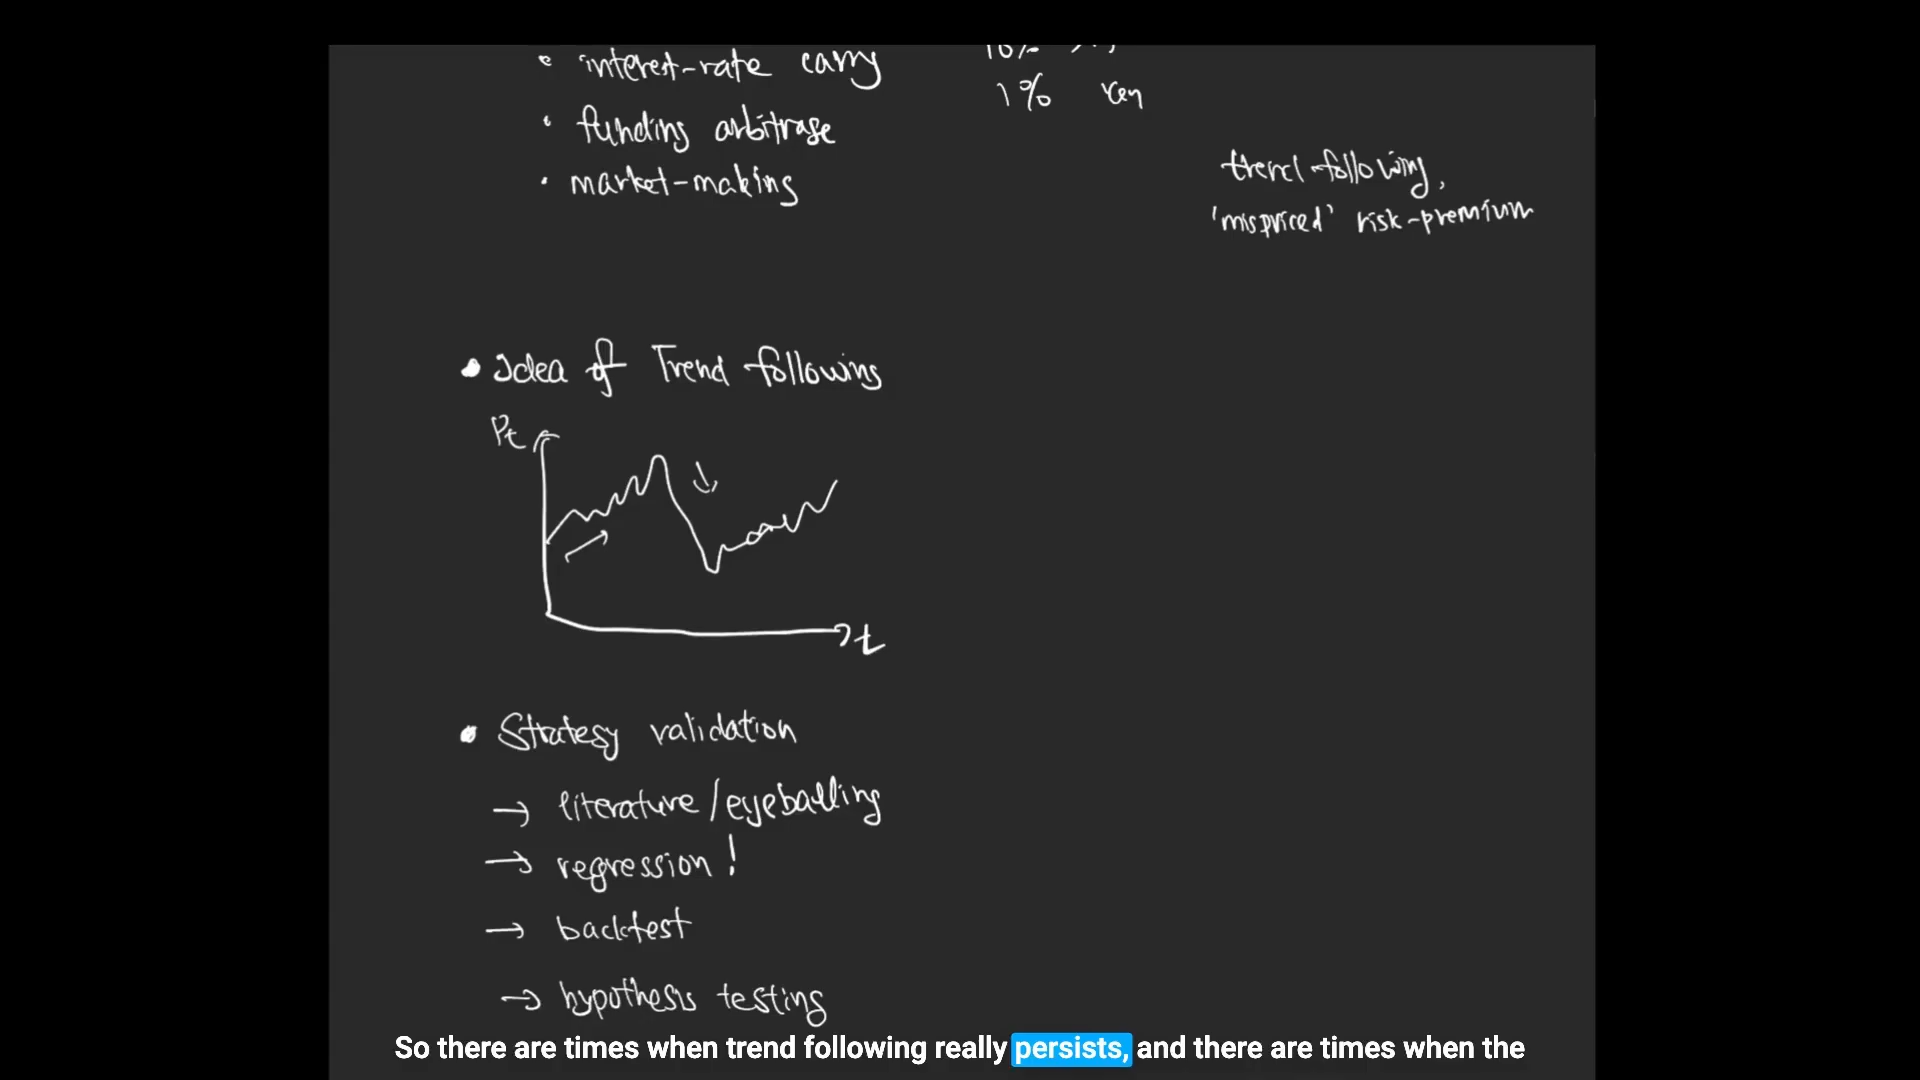 • interest-rate carry
1% Yen
• funding arbitrage
• market-making
trend-following,
'mispriced' risk-premium
• Idea of Trend following
Pt
t
• Strategy validation
→ literature/eyeballing
→ regression!
→ backtest
→ hypothesis testing
So there are times when trend following really persists, and there are times when the